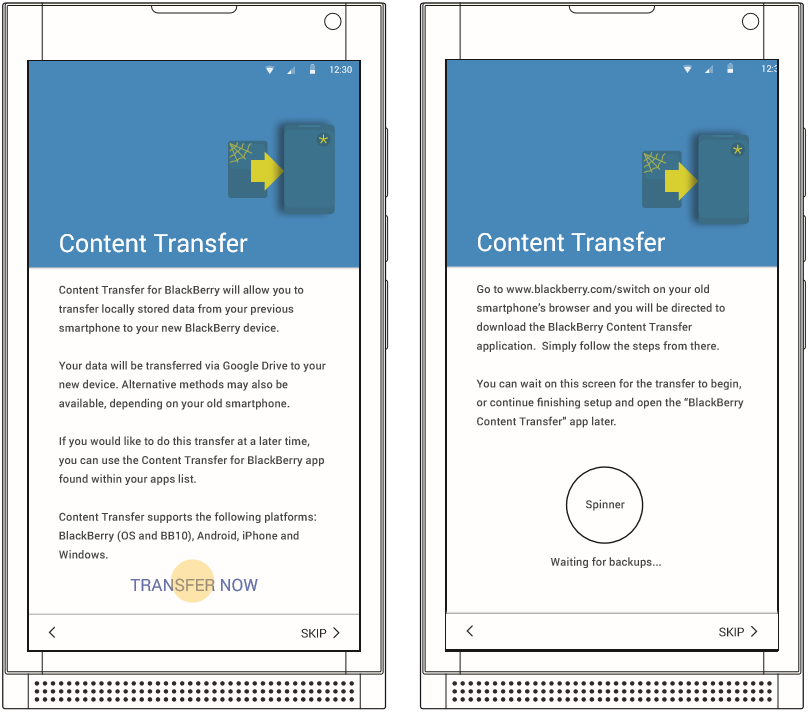 12:30
Content Transfer
Content Transfer for BlackBerry will allow you to
transfer locally stored data from your previous
smartphone to your new BlackBerry device.
Your data will be transferred via Google Drive to your
new device. Alternative methods may also be
available, depending on your old smartphone.
If you would like to do this transfer at a later time,
you can use the Content Transfer for BlackBerry app
found within your apps list.
Content Transfer supports the following platforms:
BlackBerry (OS and BB10), Android, iPhone and
Windows.
TRANSFER NOW
SKIP
12:3
Content Transfer
Go to www.blackberry.com/switch on your old
smartphone's browser and you will be directed to
download the BlackBerry Content Transfer
application.  Simply follow the steps from there.
You can wait on this screen for the transfer to begin,
or continue finishing setup and open the “BlackBerry
Content Transfer” app later.
Spinner
Waiting for backups...
SKIP